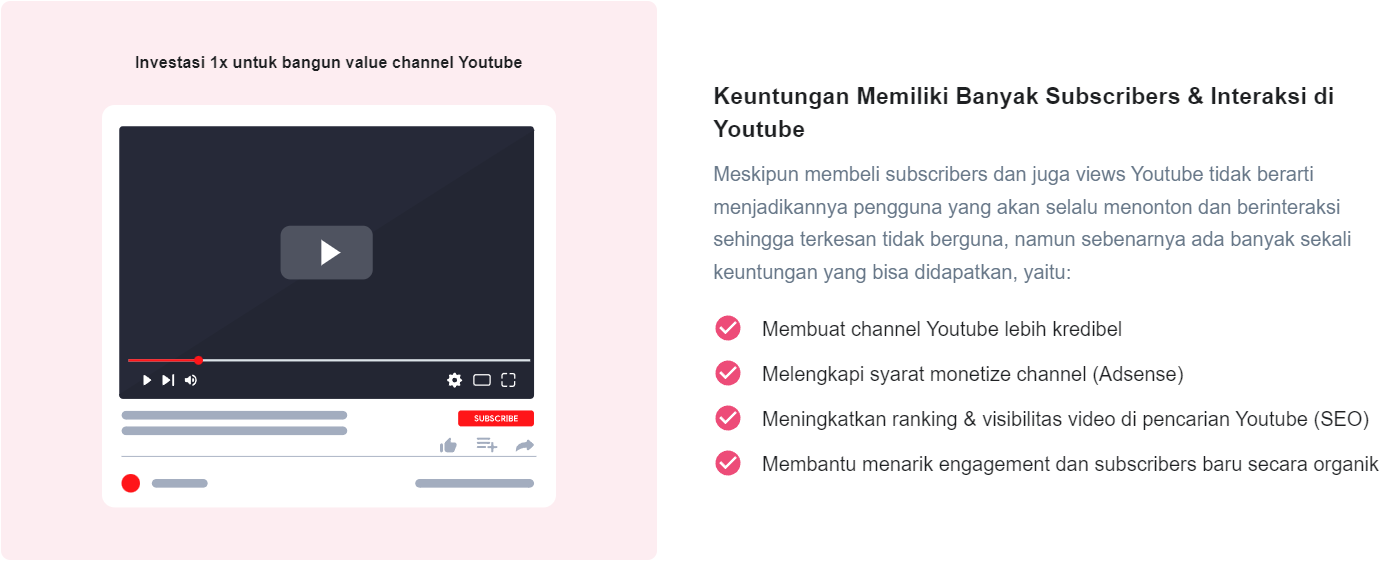 Investasi 1x untuk bangun value channel Youtube
SUBSCRIBE
Keuntungan Memiliki Banyak Subscribers & Interaksi di
Youtube
Meskipun membeli subscribers dan juga views Youtube tidak berarti
menjadikannya pengguna yang akan selalu menonton dan berinteraksi
sehingga terkesan tidak berguna, namun sebenarnya ada banyak sekali
keuntungan yang bisa didapatkan, yaitu:
Membuat channel Youtube lebih kredibel
Melengkapi syarat monetize channel (Adsense)
Meningkatkan ranking & visibilitas video di pencarian Youtube (SEO)
Membantu menarik engagement dan subscribers baru secara organik